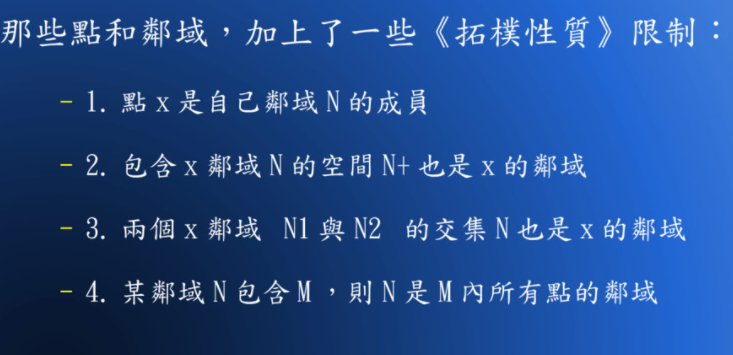 那些點和鄰域，加上了一些《拓樸性質》限制：
– 1. 點 x 是自己鄰域 N 的成員
– 2. 包含 x 鄰域 N 的空間 N+ 也是 x 的鄰域
– 3. 兩個 x 鄰域 N1 與 N2 的交集 N 也是 x 的鄰域
– 4. 某鄰域 N 包含 M ，則 N 是 M 內所有點的鄰域